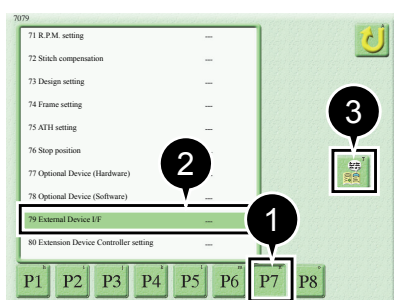 7079
71 R.P.M. setting ---
72 Stitch compensation ---
73 Design setting ---
74 Frame setting ---
75 ATH setting ---
76 Stop position
77 Optional Device (Hardware)
78 Optional Device (Software)
79 External Device I/F ---
80 Extension Device Controller setting ---
1
2
3
P1 P2 P3 P4 P5 P6 P7 P8